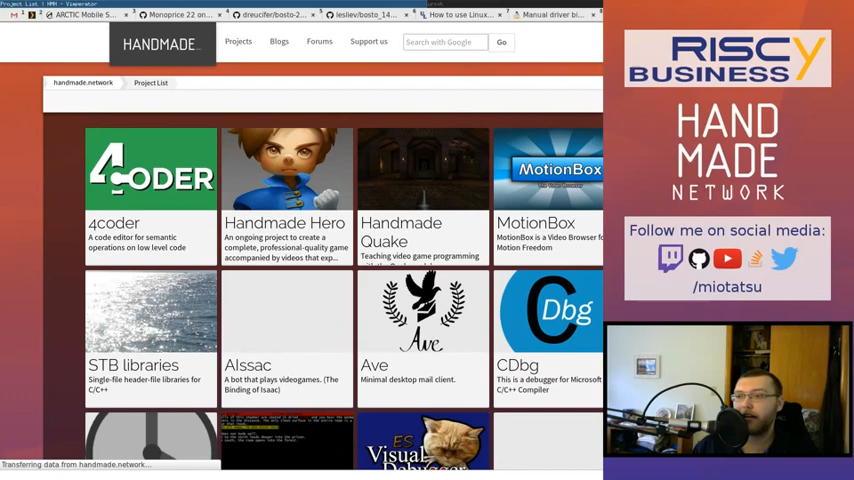 Project List | HMH - Vimperator
ARCTIC Mobile S...
Monoprice 22 on...
dreucifer/bosto-2...
lesliev/bosto_14...
How to use Linux...
Manual driver bi...
HANDMADE...
Projects
Blogs
Forums
Support us
Search with Google
Go
handmade.network
Project List
4CODER
MotionBox
4coder
A code editor for semantic
operations on low level code
Handmade Hero
An ongoing project to create a
complete, professional-quality game
accompanied by videos that exp...
Handmade
Quake
Teaching video game programming
MotionBox
MotionBox is a Video Browser
Motion Freedom
Ave
CDbg
STB libraries
Single-file header-file libraries for
C/C++
AIssac
A bot that plays videogames. (The
Binding of Isaac)
Ave
Minimal desktop mail client.
CDbg
This is a debugger for Microsoft
C/C++ Compiler
ES
Visual
Debugger
Transferring data from handmade.network...
RISCy
BUSINESS
HAND
MADE
NETWORK
Follow me on social media:
/miotatsu